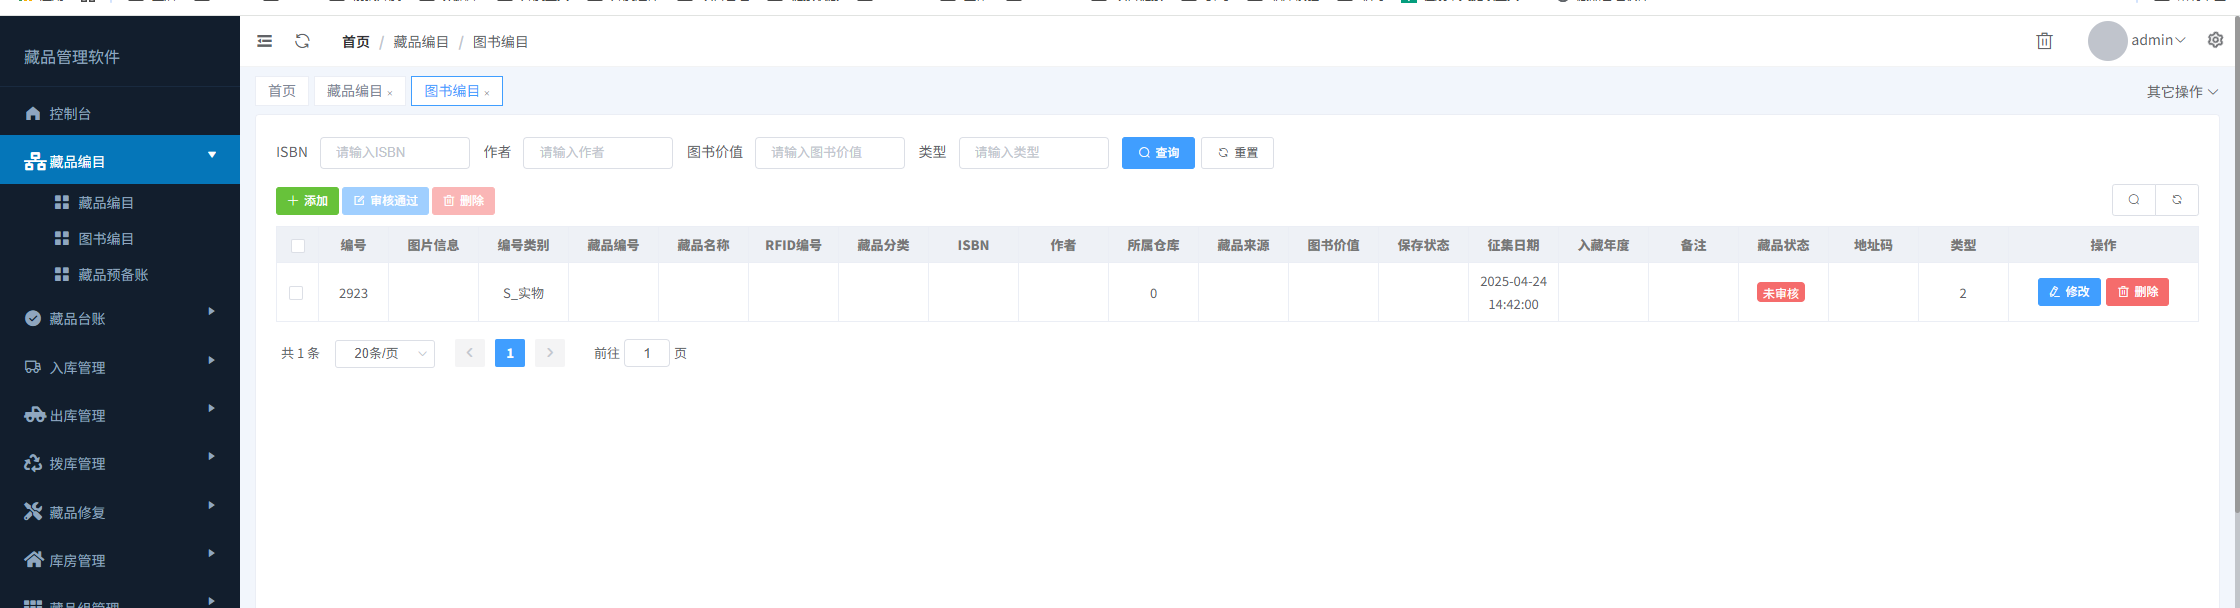 藏品管理软件
首页 / 藏品编目 / 图书编目
admin
控制台
藏品编目
藏品编目
图书编目
藏品预备账
藏品台账
入库管理
出库管理
拨库管理
藏品修复
库房管理
首页
藏品编目 ×
图书编目 ×
其它操作
ISBN 请输入ISBN 作者 请输入作者 图书价值 请输入图书价值 类型 请输入类型 查询 重置
添加 审核通过 删除
编号 图片信息 编号类别 藏品编号 藏品名称 RFID编号 藏品分类 ISBN 作者 所属仓库 藏品来源 图书价值 保存状态 征集日期 入藏年度 备注 藏品状态 地址码 类型 操作
2923 S_实物 0 2025-04-24 14:42:00 未审核 2 修改 删除
共 1 条 20条/页 1 前往 1 页